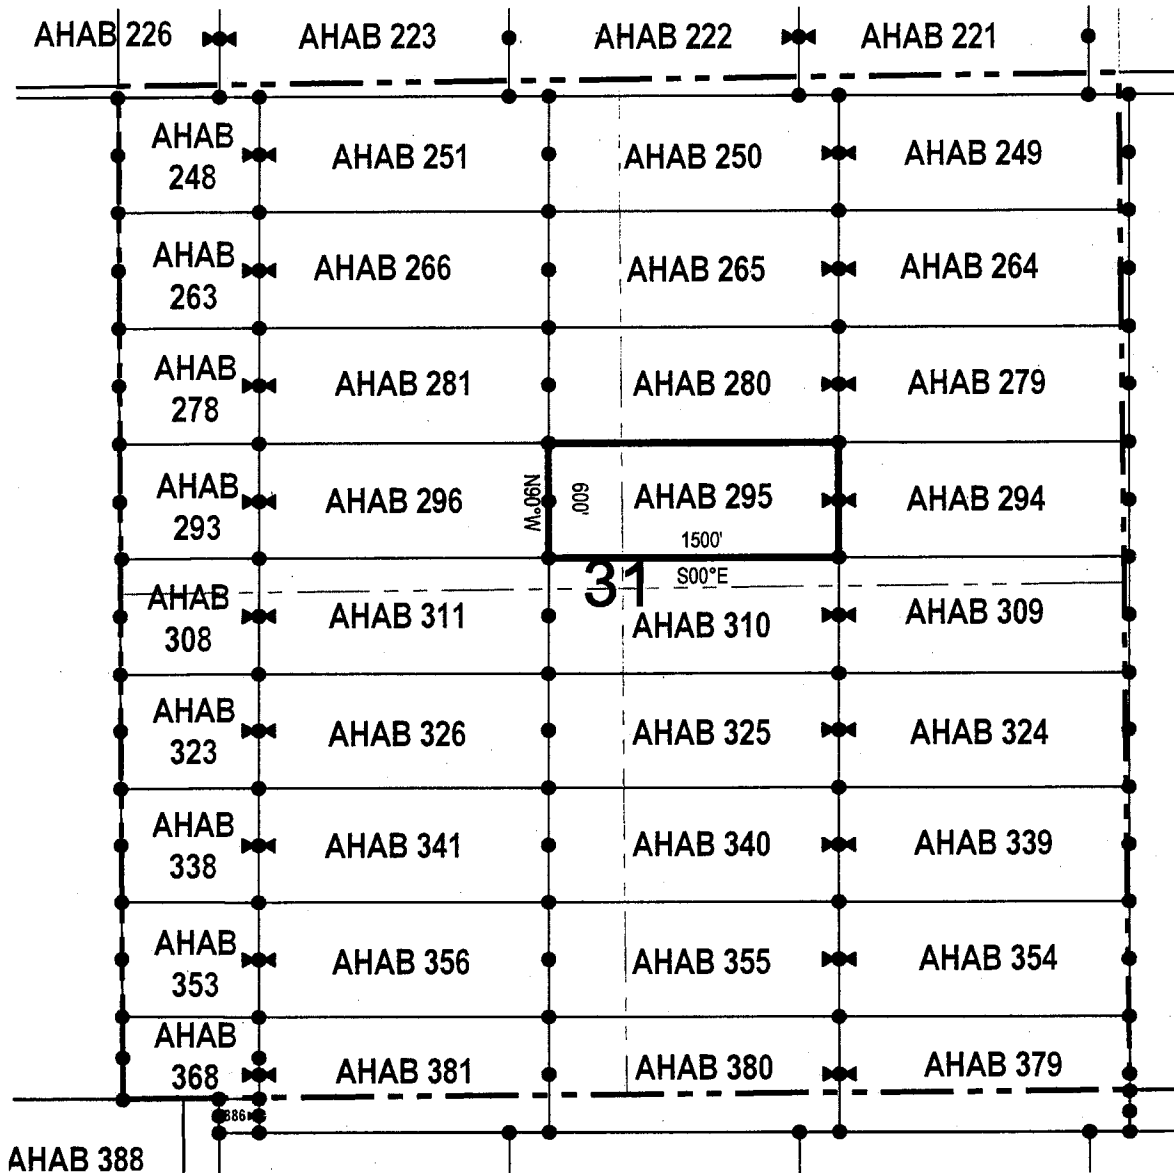 AHAB 226
AHAB 223
AHAB 222
AHAB 221
AHAB
248
AHAB 251
AHAB 250
AHAB 249
AHAB
263
AHAB 266
AHAB 265
AHAB 264
AHAB
278
AHAB 281
AHAB 280
AHAB 279
AHAB
293
AHAB 296
N90°W
600'
AHAB 295
1500'
AHAB 294
S00°E
31
AHAB
308
AHAB 311
AHAB 310
AHAB 309
AHAB
323
AHAB 326
AHAB 325
AHAB 324
AHAB
338
AHAB 341
AHAB 340
AHAB 339
AHAB
353
AHAB 356
AHAB 355
AHAB 354
AHAB
368
AHAB 381
AHAB 380
AHAB 379
386
AHAB 388